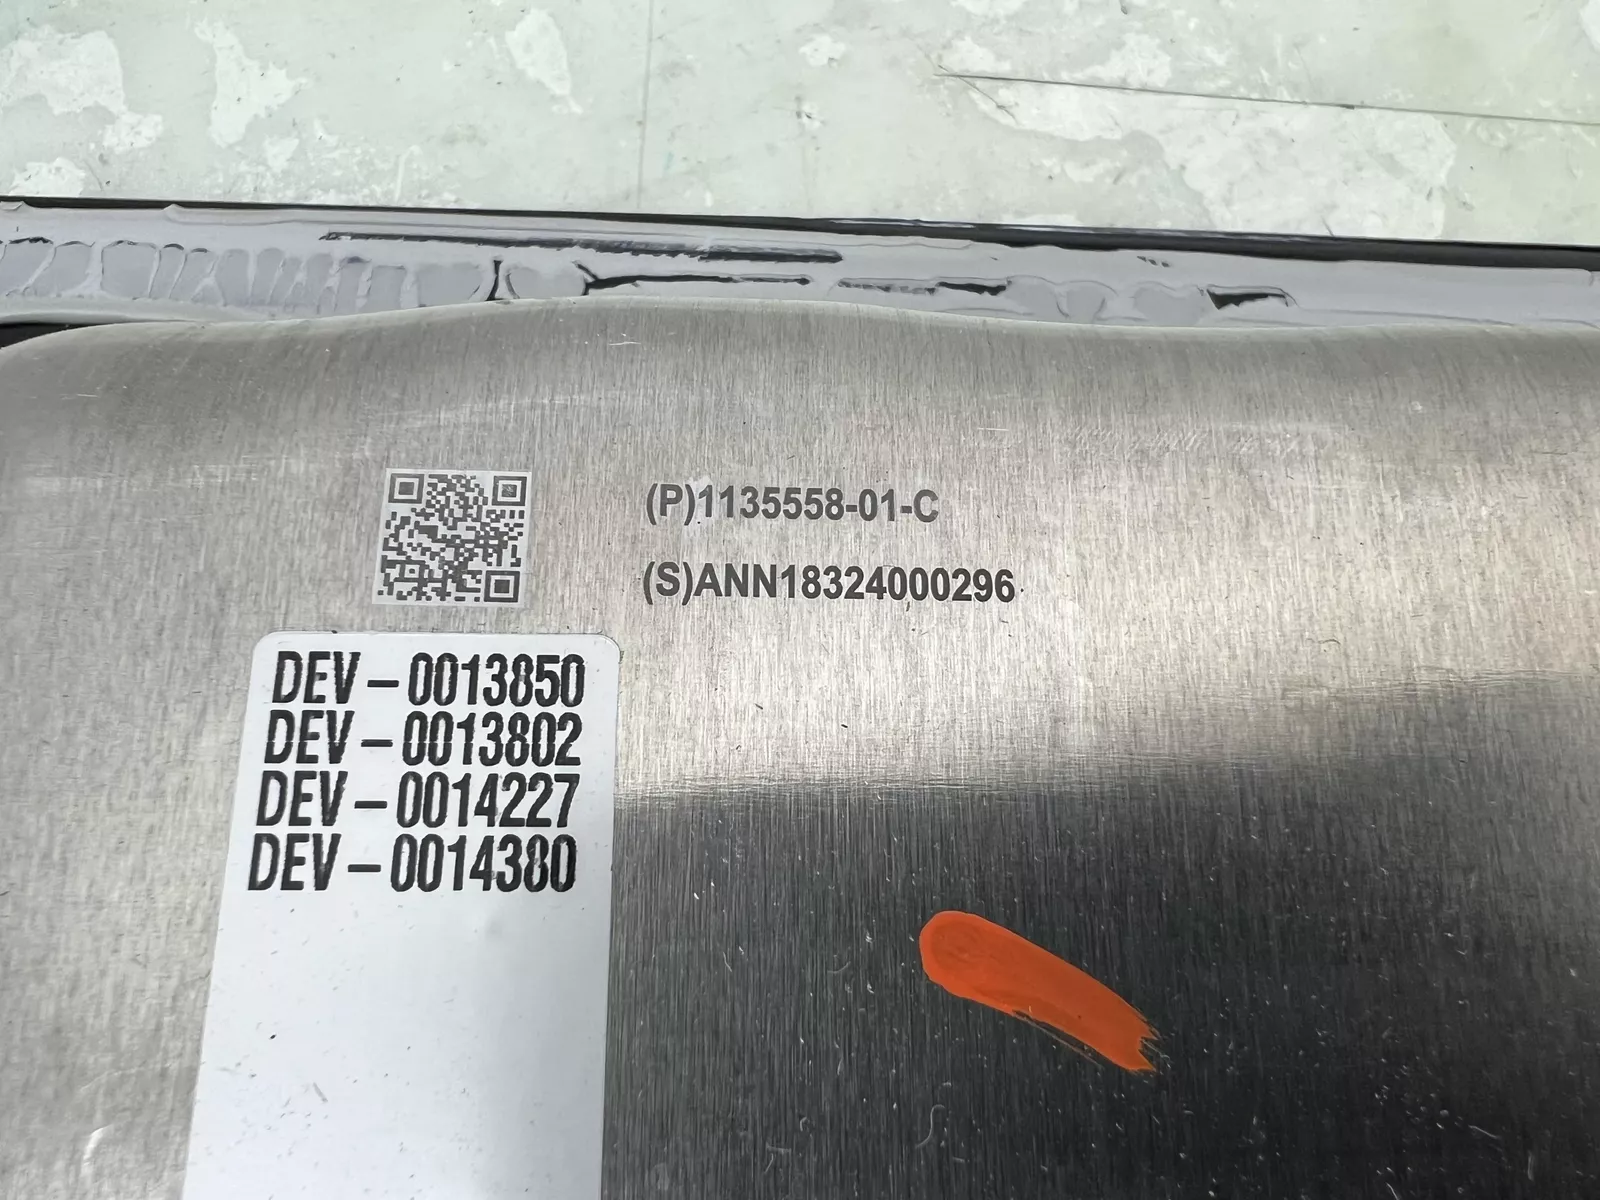 (P)1135558-01-C
(S)ANN18324000296
DEV-0013850
DEV-0013802
DEV-0014227
DEV-0014380